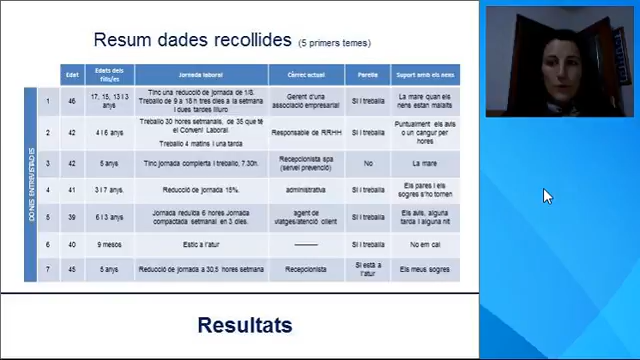 Resum dades recollides (5 primers temes)
Edat
Edats dels fills/es
Jornada laboral
Càrrec actual
Parella
Suport amb els nens
DONES ENTREVISTADES
1
46
17, 15, 13 i 3 anys
Tinc una reducció de jornada de 1/8.
Treballo de 9 a 18h tres dies a la setmana
i dues tardes lliuro
Gerent d'una
associació empresarial
Si i treballa
La mare quan els
nens estan malalts
2
42
4 i 6 anys
Treballo 30 hores setmanals, de 35 que té
el Conveni Laboral.
Treballo 4 matins i una tarda
Responsable de RRHH
Si i treballa
Puntualment els avis
o un cangur per
hores
3
42
5 anys
Tinc jornada complerta i treballo, 7.30h.
Recepcionista spa
(servei prevenció)
No
La mare
4
41
3 i 7 anys.
Reducció de jornada 15%.
administrativa
Si i treballa
Els pares i els
sogres s'ho tornen
5
39
6 i 3 anys
Jornada reduïda 6 hores Jornada
compactada setmanal en 3 dies.
agent de
viatges/atenció client
Si i treballa
Els avis, alguna
tarda i alguna nit
6
40
9 mesos
Estic a l'atur
Si i treballa
No em cal
7
45
5 anys
Reducció de jornada a 30,5 hores setmana
Recepcionista
Si està a
l'atur
Els meus sogres
Resultats